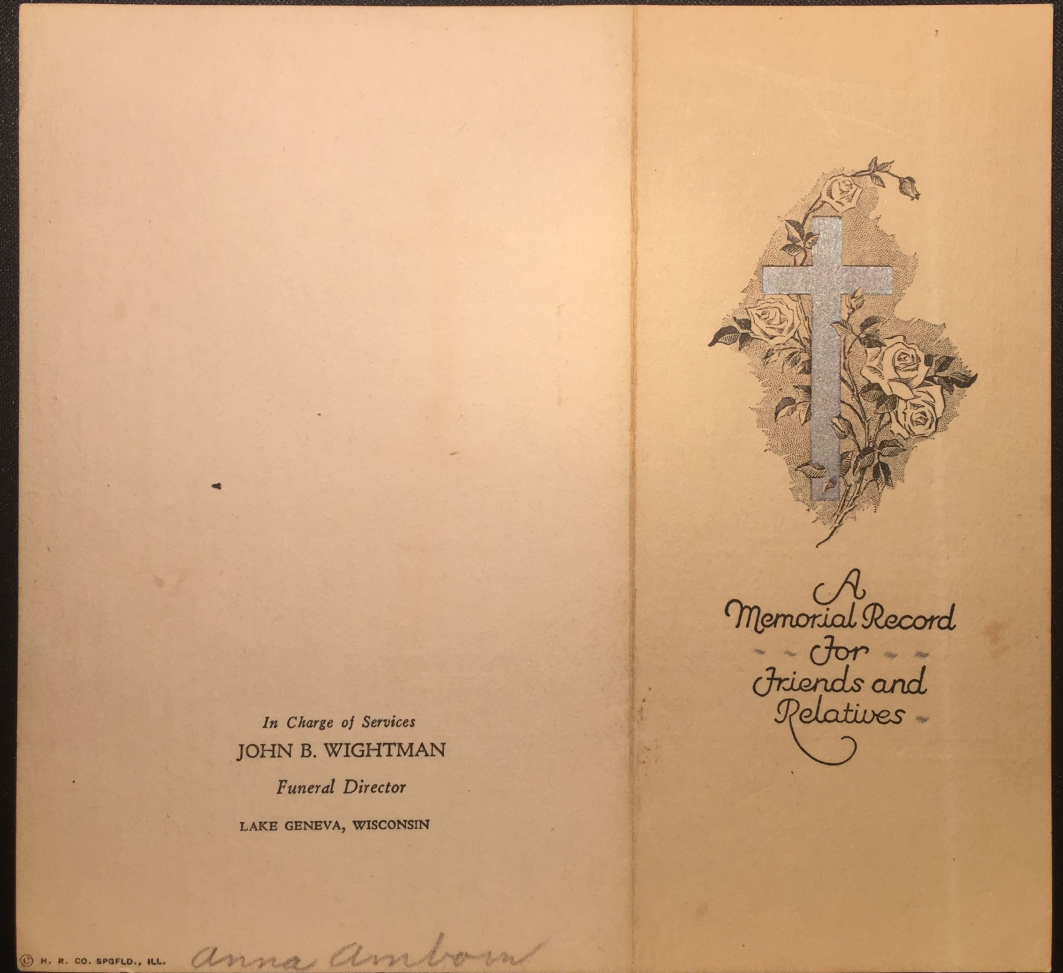 In Charge of Services
JOHN B. WIGHTMAN
Funeral Director
LAKE GENEVA, WISCONSIN
© H. R. CO. SPGFLD., ILL.
anna
A
Memorial Record
- - For - -
Friends and
Relatives -